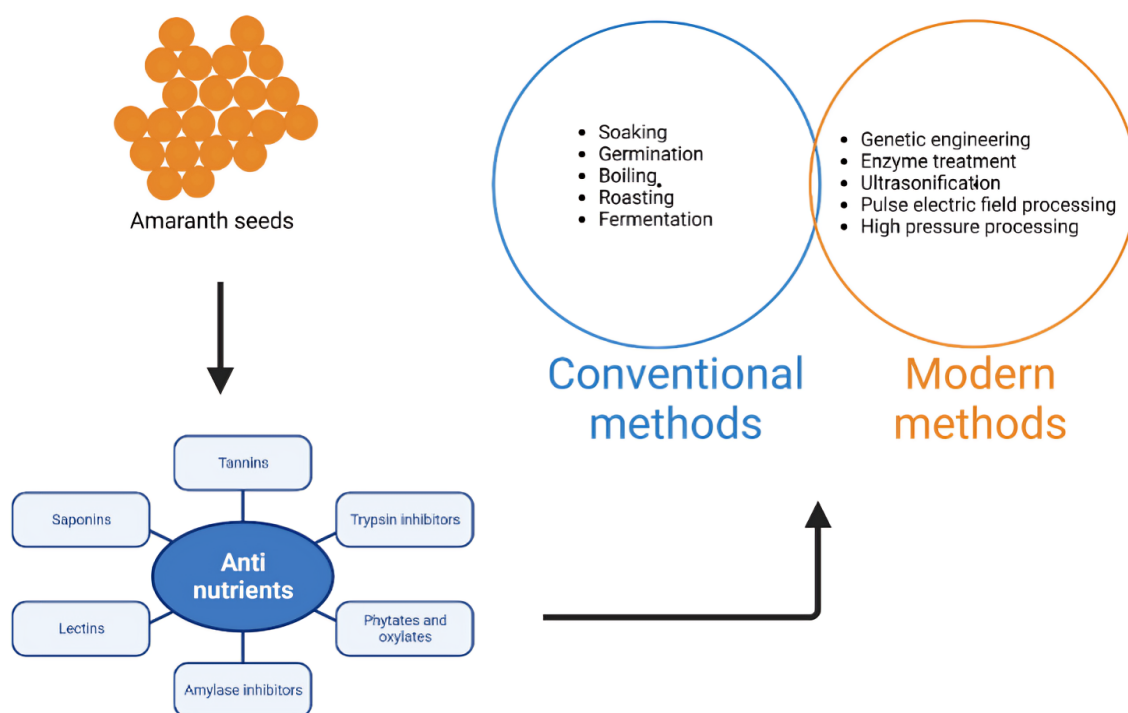 Amaranth seeds
Tannins
Saponins
Trypsin inhibitors
Anti
nutrients
Lectins
Phytates and
oxylates
Amylase inhibitors
• Soaking
• Germination
• Boiling
• Roasting
• Fermentation
Conventional
methods
• Genetic engineering
• Enzyme treatment
• Ultrasonification
• Pulse electric field processing
• High pressure processing
Modern
methods